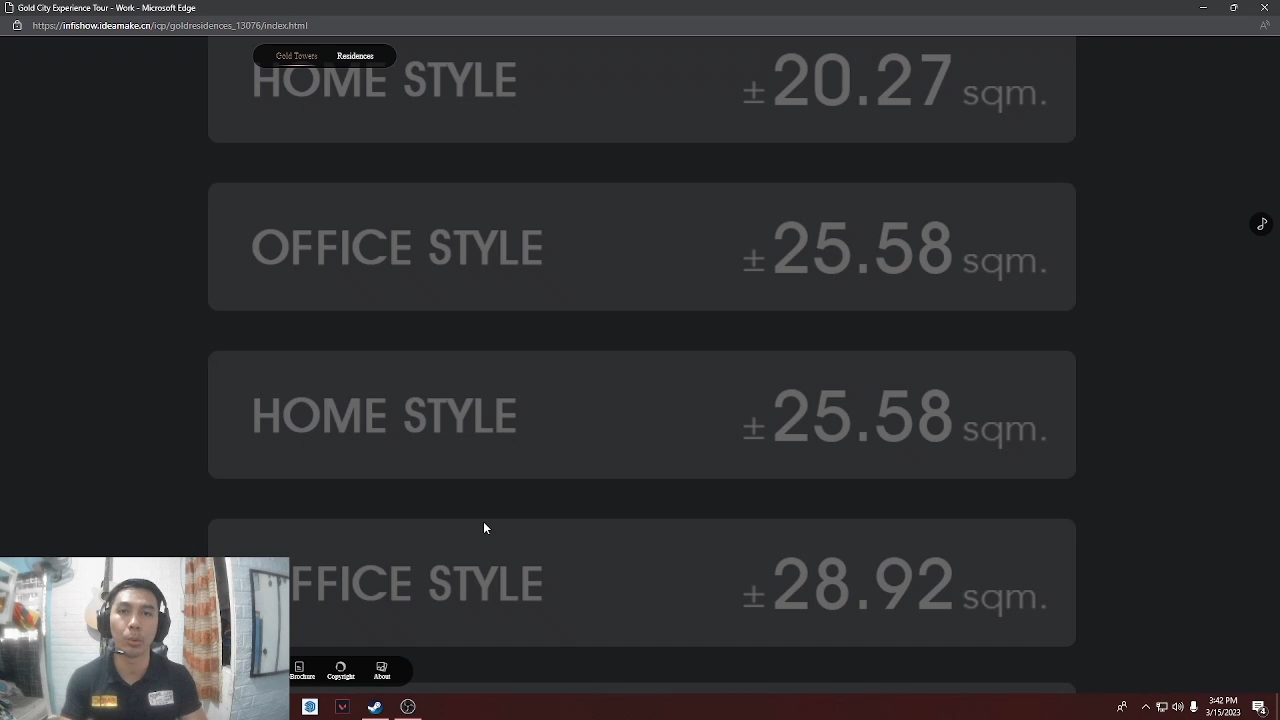 Gold City Experience Tour - Work - Microsoft Edge
https://infishow.ideamake.cn/icp/goldresidences_13076/index.html
Gold Towers Residences
HOME STYLE ±20.27 sqm.
OFFICE STYLE ±25.58 sqm.
HOME STYLE ±25.58 sqm.
FFICE STYLE ±28.92 sqm.
Brochure Copyright About
3:42 PM
3/15/2023